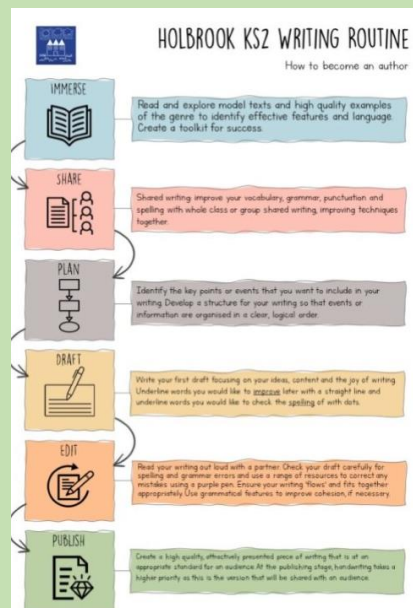 HOLBROOK KS2 WRITING ROUTINE
How to become an author
IMMERSE
Read and explore model texts and high quality examples
of the genre to identify effective features and language.
Create a toolkit for success.
SHARE
Shared writing: improve your vocabulary, grammar, punctuation and
spelling with whole class or group shared writing, improving techniques
together.
PLAN
Identify the key points or events that you want to include in your
writing. Develop a structure for your writing so that events or
information are organised in a clear, logical order.
DRAFT
Write your first draft focusing on your ideas, content and the joy of writing.
Underline words you would like to improve later with a straight line and
underline words you would like to check the spelling of with dots.
EDIT
Read your writing out loud with a partner. Check your draft carefully for
spelling and grammar errors and use a range of resources to correct any
mistakes using a purple pen. Ensure your writing 'flows' and fits together
appropriately. Use grammatical features to improve cohesion, if necessary.
PUBLISH
Create a high quality, effectively presented piece of writing that is at an
appropriate standard for an audience. At the publishing stage, handwriting takes a
higher priority as this is the version that will be shared with an audience.